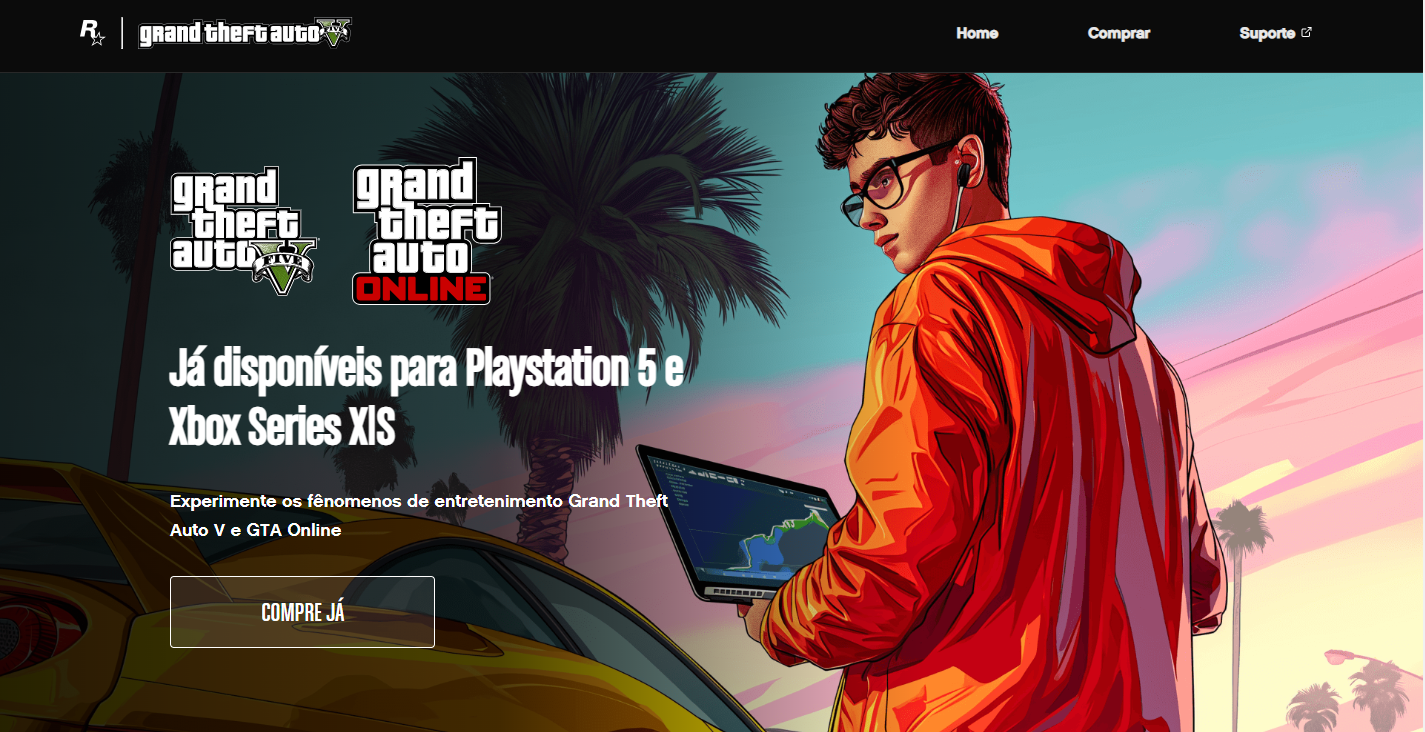 R
grand theft auto V
FIVE
Home
Comprar
Suporte
grand
theft
auto V
FIVE
grand
theft
auto
ONLINE
Já disponíveis para Playstation 5 e
Xbox Series X|S
Experimente os fênomenos de entretenimento Grand Theft
Auto V e GTA Online
COMPRE JÁ